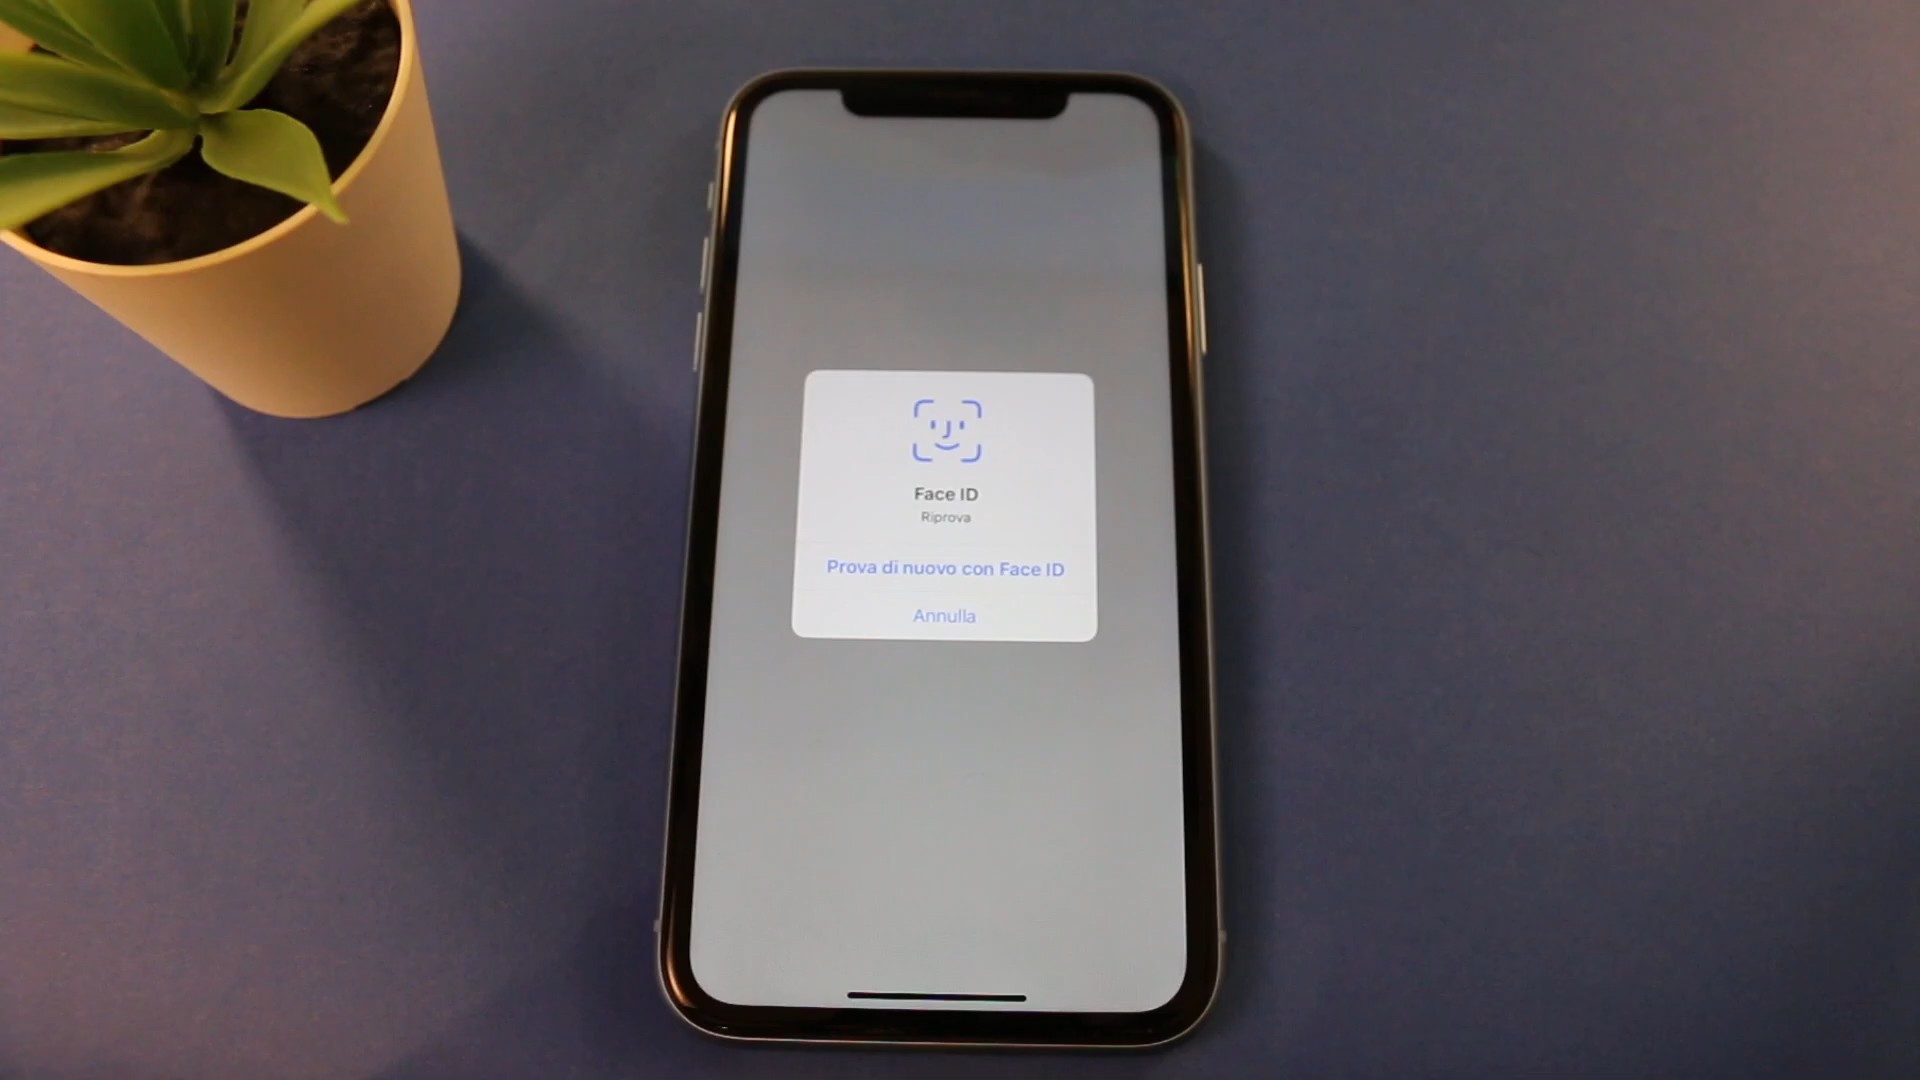 Face ID
Riprova
Prova di nuovo con Face ID
Annulla